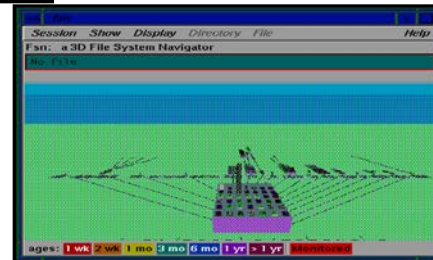 Session Show Display Directory File Help
Fsn: a 3D File System Navigator
No file
ages: 1 wk 2 wk 1 mo 3 mo 6 mo 1 yr > 1 yr Monitored